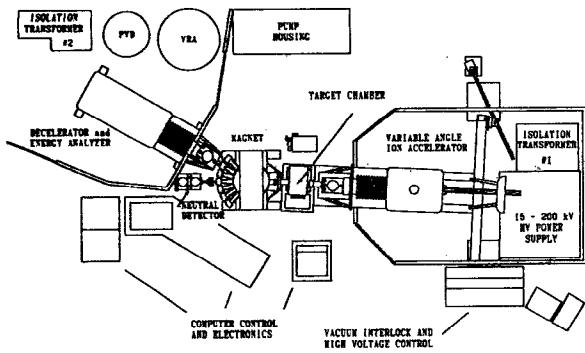 ISOLATION
TRANSFORMER
#2
PVD
VRA
PUMP
HOUSING
TARGET CHAMBER
DECELERATOR and
ENERGY ANALYZER
MAGNET
VARIABLE ANGLE
ION ACCELERATOR
ISOLATION
TRANSFORMER
#1
NEUTRAL
DETECTOR
15 - 200 kV
HV POWER
SUPPLY
COMPUTER CONTROL
AND ELECTRONICS
VACUUM INTERLOCK AND
HIGH VOLTAGE CONTROL